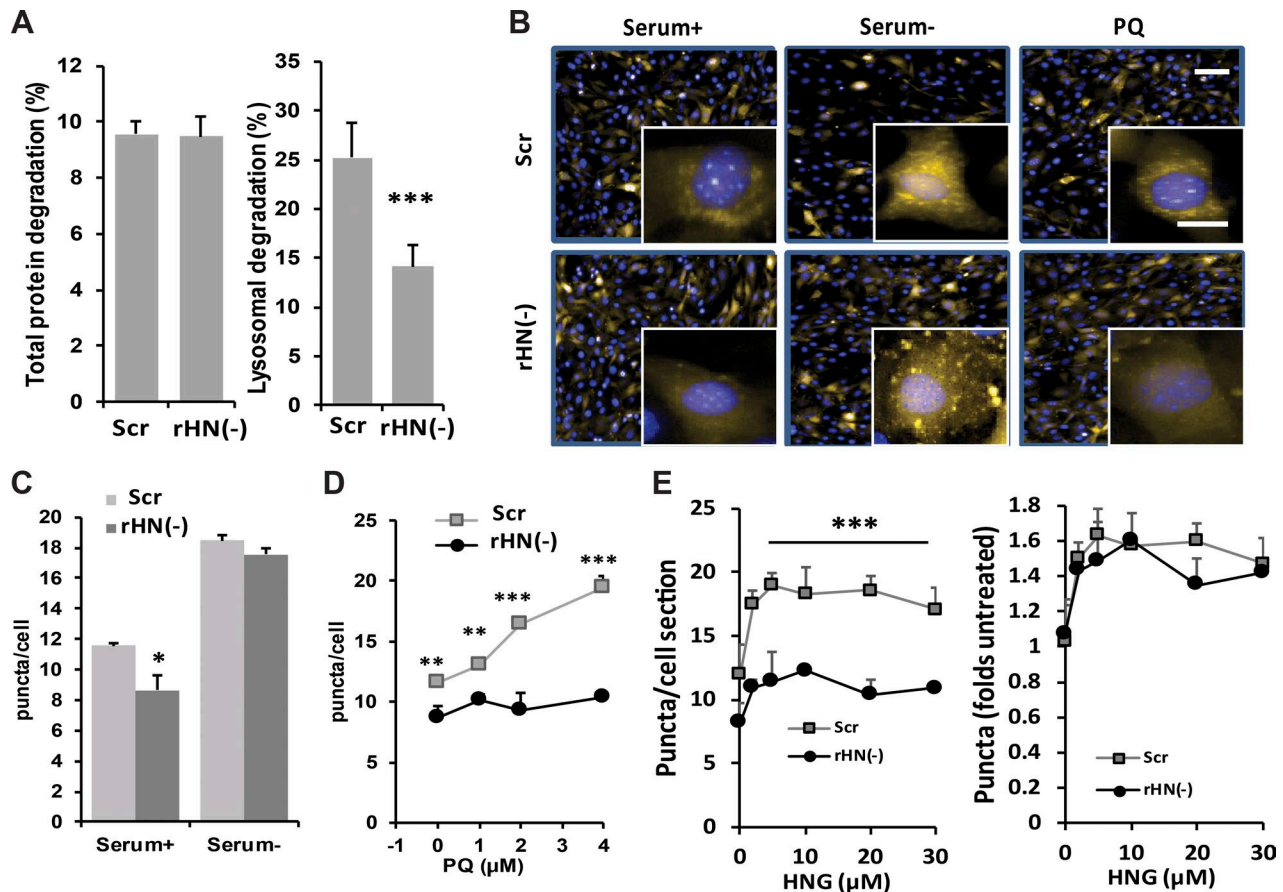 A
Total protein degradation (%)
12
10
8
6
4
2
0
Scr rHN(-)
Lysosomal degradation (%)
35
30
25
20
15
10
5
0
***
Scr rHN(-)
B
Serum+ Serum- PQ
Scr
rHN(-)
C
Scr
rHN(-)
puncta/cell
20
18
16
14
12
10
8
6
4
2
0
*
Serum+ Serum-
D
Scr
rHN(-)
puncta/cell
25
20
15
10
5
0
** ** *** ***
-1 0 1 2 3 4
PQ (µM)
E
Puncta/cell section
25
20
15
10
5
0
***
Scr
rHN(-)
0 10 20 30
HNG (µM)
Puncta (folds untreated)
1.8
1.6
1.4
1.2
1
0.8
0.6
0.4
0.2
0
Scr
rHN(-)
0 10 20 30
HNG (µM)